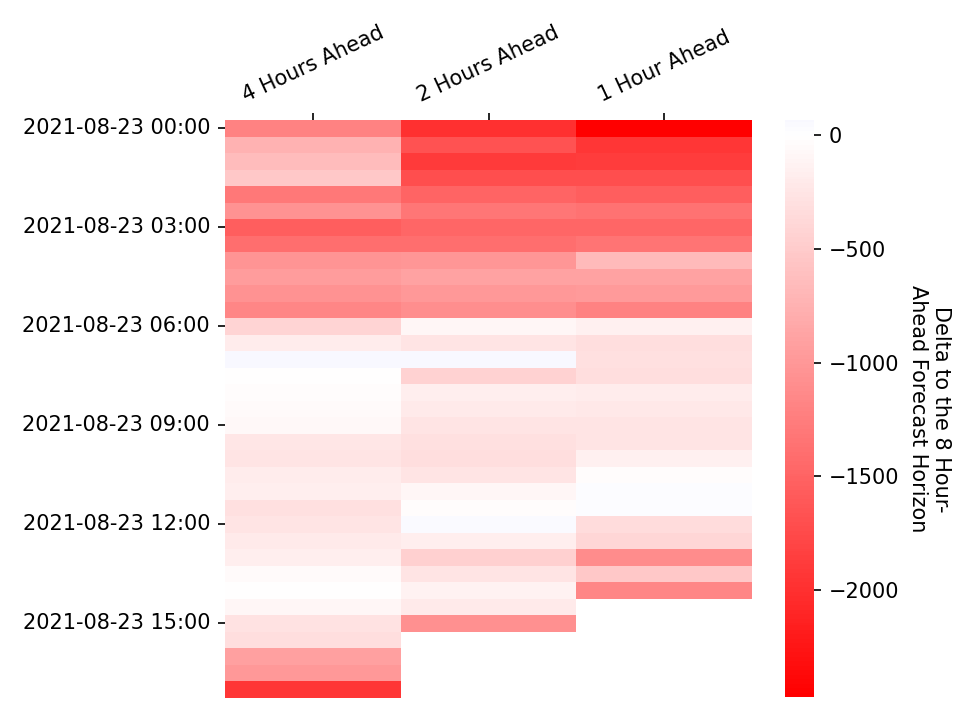 4 Hours Ahead
2 Hours Ahead
1 Hour Ahead
2021-08-23 00:00
2021-08-23 03:00
2021-08-23 06:00
2021-08-23 09:00
2021-08-23 12:00
2021-08-23 15:00
0
−500
−1000
−1500
−2000
Delta to the 8 Hour-
Ahead Forecast Horizon